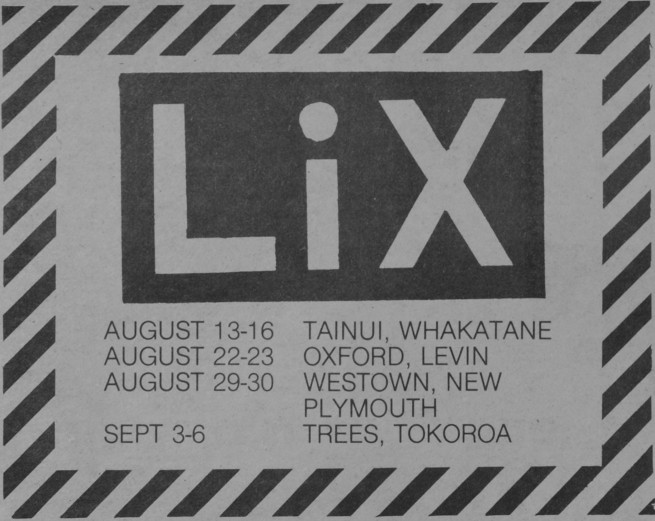 LiX
AUGUST 13-16 TAINUI, WHAKATANE
AUGUST 22-23 OXFORD, LEVIN
AUGUST 29-30 WESTOWN, NEW
PLYMOUTH
SEPT 3-6 TREES, TOKOROA